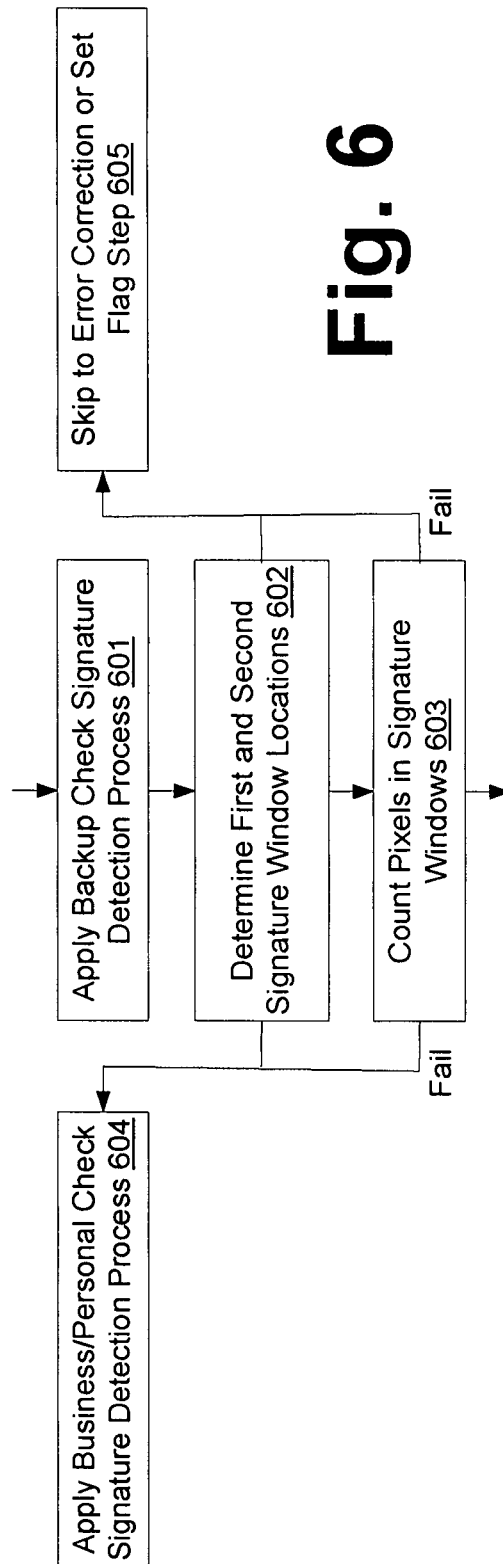 Apply Business/Personal Check
Signature Detection Process 604
Apply Backup Check Signature
Detection Process 601
Determine First and Second
Signature Window Locations 602
Count Pixels in Signature
Windows 603
Fail
Fail
Skip to Error Correction or Set
Flag Step 605
Fig. 6